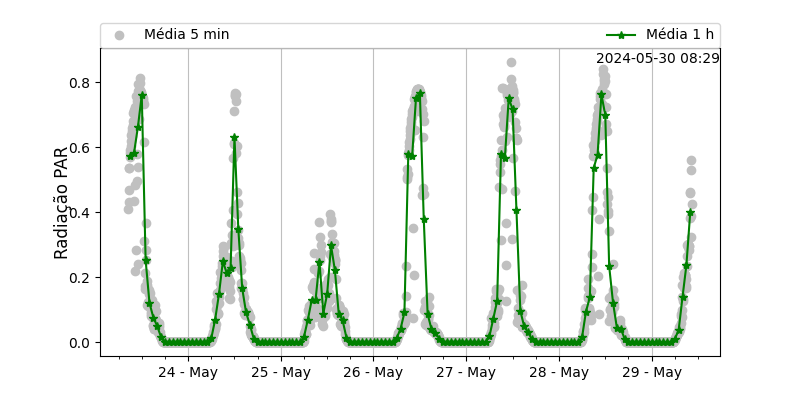 Média 5 min
Média 1 h
2024-05-30 08:29
Radiação PAR
0.8
0.6
0.4
0.2
0.0
24 - May
25 - May
26 - May
27 - May
28 - May
29 - May